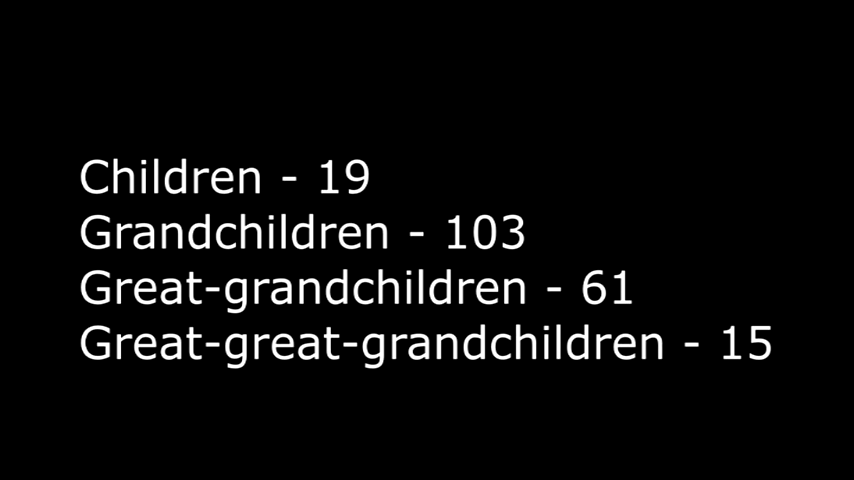 Children - 19
Grandchildren - 103
Great-grandchildren - 61
Great-great-grandchildren - 15